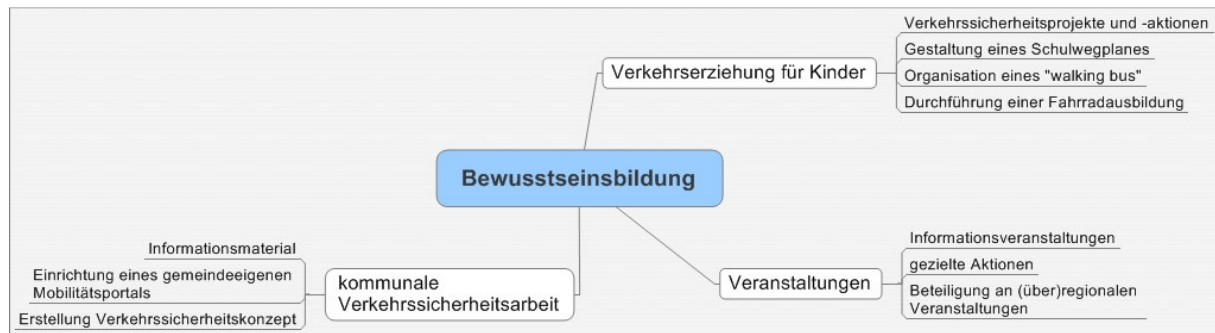 Verkehrssicherheitsprojekte und -aktionen
Gestaltung eines Schulwegplanes
Verkehrserziehung für Kinder
Organisation eines "walking bus"
Durchführung einer Fahrradausbildung
Bewusstseinsbildung
Informationsmaterial
Einrichtung eines gemeindeeigenen
Mobilitätsportals
Erstellung Verkehrssicherheitskonzept
kommunale
Verkehrssicherheitsarbeit
Veranstaltungen
Informationsveranstaltungen
gezielte Aktionen
Beteiligung an (über)regionalen
Veranstaltungen